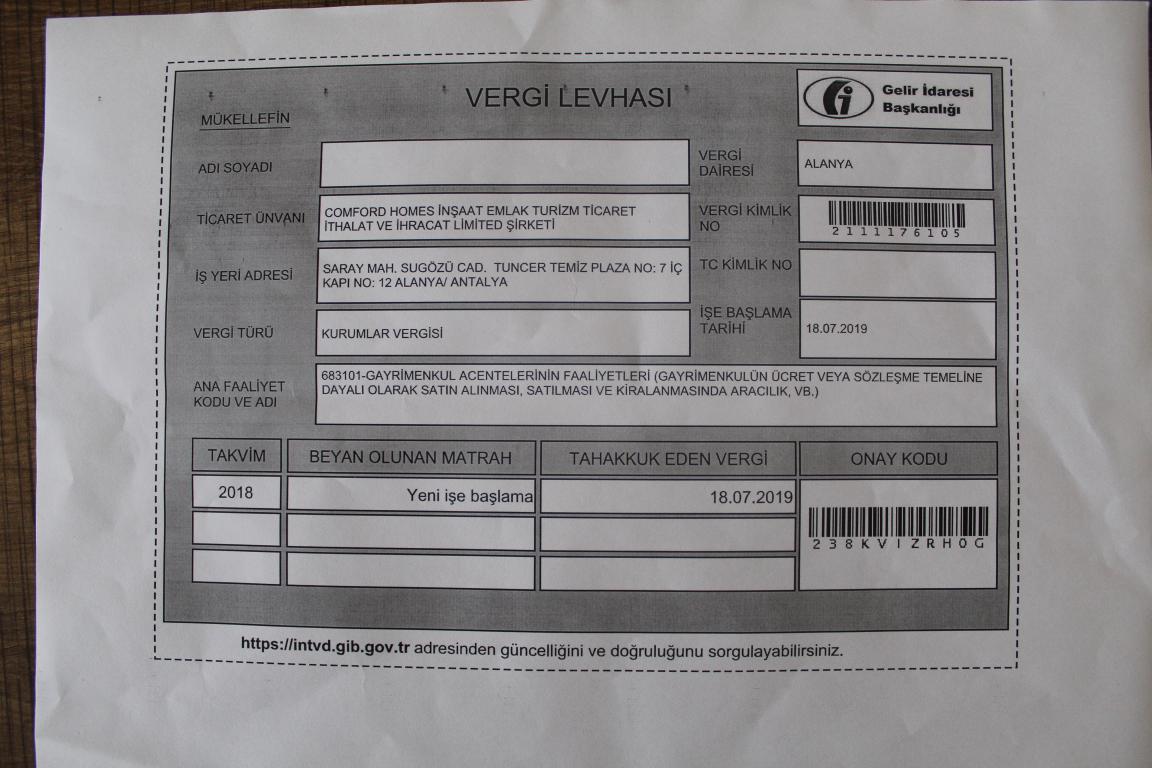 VERGİ LEVHASI
Gelir İdaresi
Başkanlığı
MÜKELLEFİN
ADI SOYADI
VERGİ
DAİRESİ
ALANYA
TİCARET ÜNVANI
COMFORD HOMES İNŞAAT EMLAK TURİZM TİCARET
İTHALAT VE İHRACAT LİMİTED ŞİRKETİ
VERGİ KİMLİK
NO
2111176105
İŞ YERİ ADRESİ
SARAY MAH. SUGÖZÜ CAD. TUNCER TEMİZ PLAZA NO: 7 İÇ
KAPI NO: 12 ALANYA/ ANTALYA
TC KİMLİK NO
VERGİ TÜRÜ
KURUMLAR VERGİSİ
İŞE BAŞLAMA
TARİHİ
18.07.2019
ANA FAALİYET
KODU VE ADI
683101-GAYRİMENKUL ACENTELERİNİN FAALİYETLERİ (GAYRİMENKULÜN ÜCRET VEYA SÖZLEŞME TEMELİNE
DAYALI OLARAK SATIN ALINMASI, SATILMASI VE KİRALANMASINDA ARACILIK, VB.)
TAKVİM
BEYAN OLUNAN MATRAH
TAHAKKUK EDEN VERGİ
ONAY KODU
2018
Yeni işe başlama
18.07.2019
238KVIZRH0G
https://intvd.gib.gov.tr adresinden güncelliğini ve doğruluğunu sorgulayabilirsiniz.